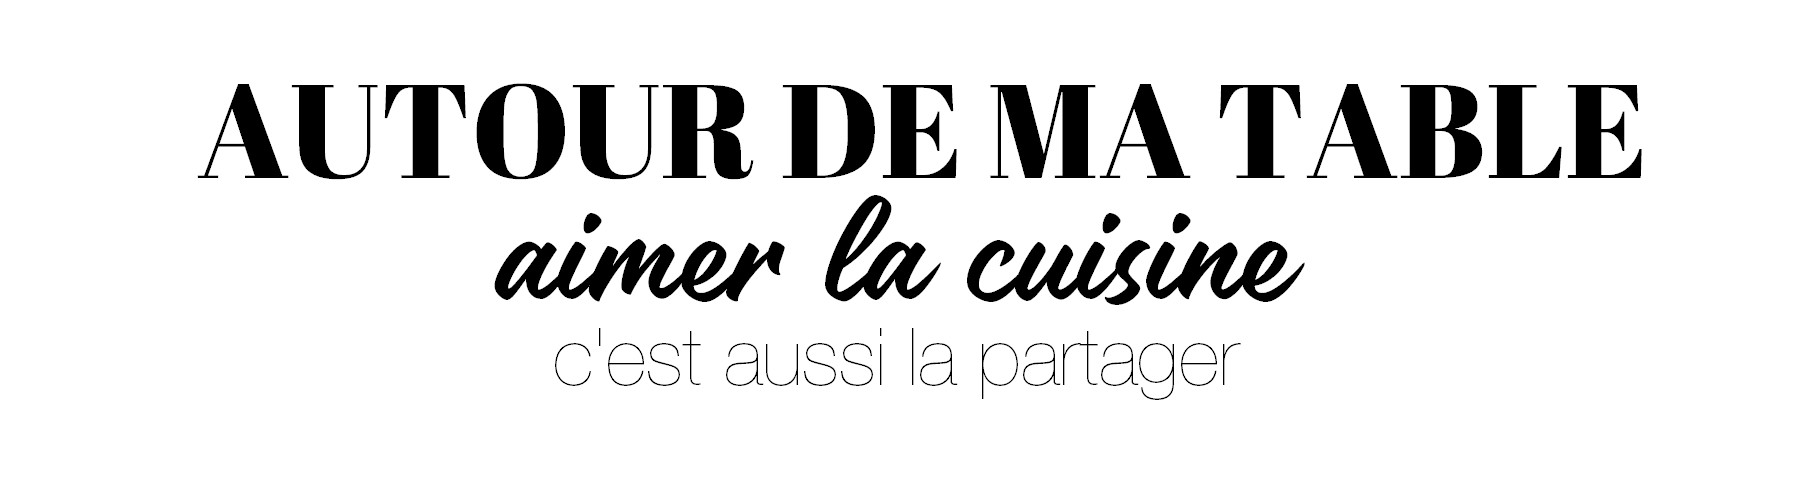 AUTOUR DE MA TABLE
aimer la cuisine
c'est aussi la partager